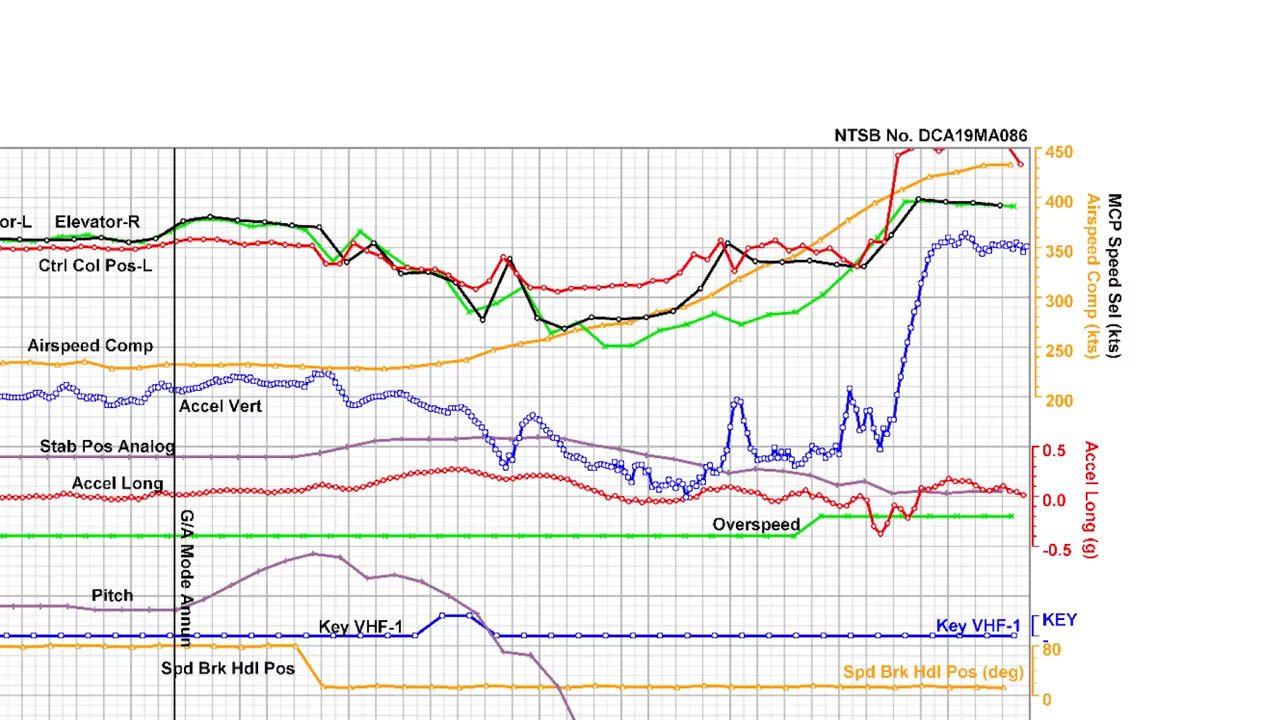 NTSB No. DCA19MA086
450
400
350
300
250
200
Airspeed Comp (kts)
MCP Speed Sel (kts)
or-L Elevator-R
Ctrl Col Pos-L
Airspeed Comp
Accel Vert
Stab Pos Analog
Accel Long
0.5
0.0
-0.5
Accel Long (g)
Overspeed
G/A Mode Annun
Pitch
Key VHF-1
Key VHF-1
KEY
-
Spd Brk Hdl Pos
Spd Brk Hdl Pos (deg)
80
0